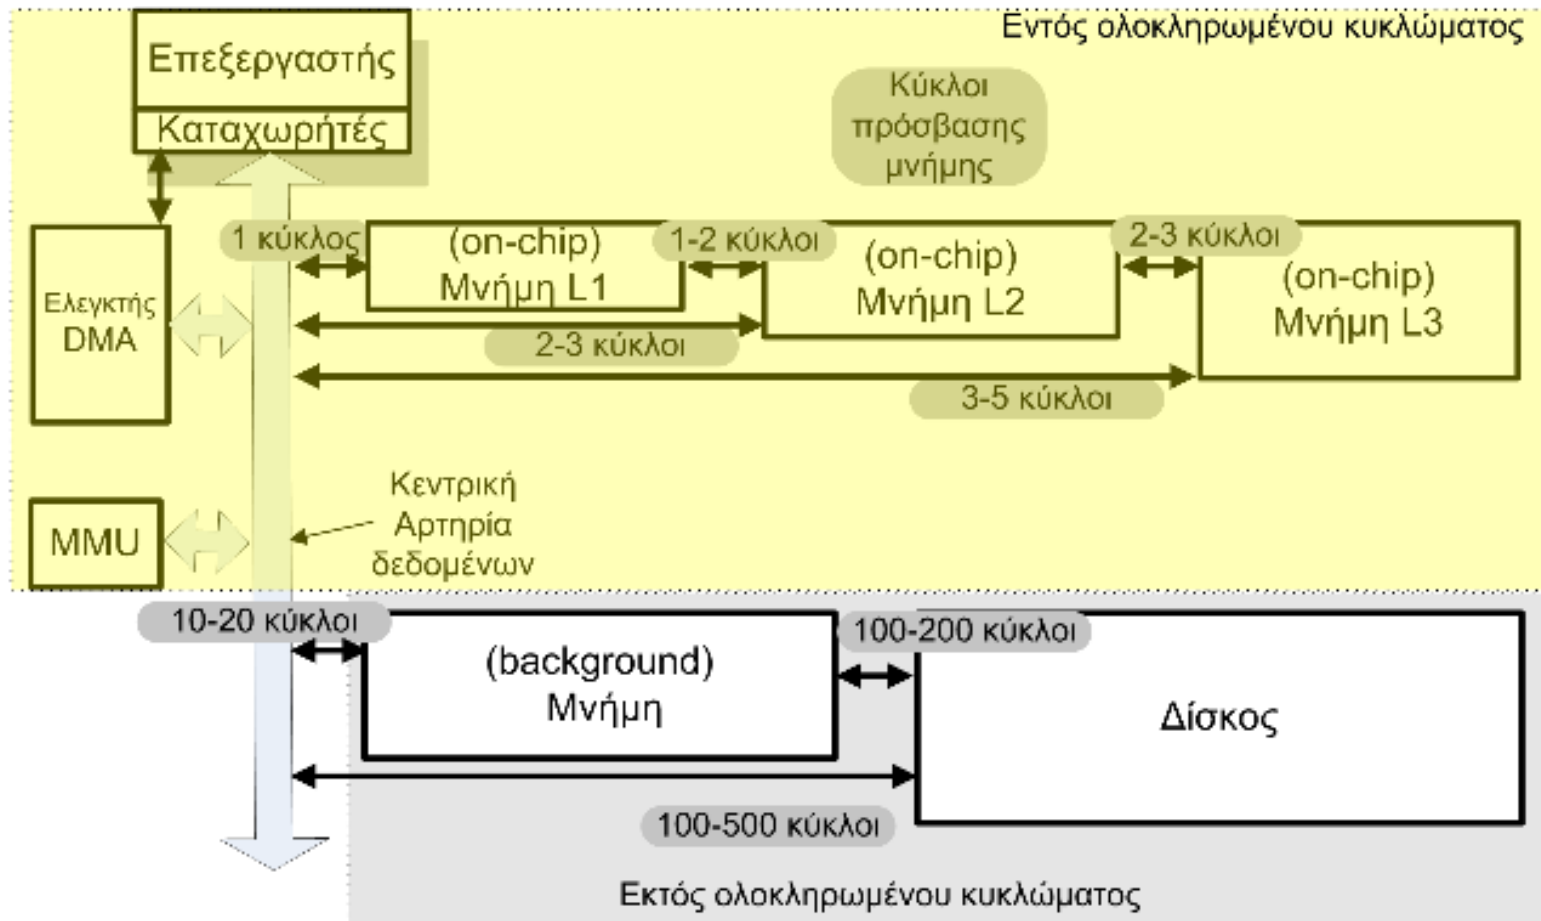 Εντός ολοκληρωμένου κυκλώματος
Επεξεργαστής
Καταχωρήτές
Κύκλοι
πρόσβασης
μνήμης
1 κύκλος
(on-chip)
Μνήμη L1
1-2 κύκλοι
(on-chip)
Μνήμη L2
2-3 κύκλοι
(on-chip)
Μνήμη L3
Ελεγκτής
DMA
2-3 κύκλοι
3-5 κύκλοι
Κεντρική
Αρτηρία
δεδομένων
MMU
10-20 κύκλοι
(background)
Μνήμη
100-200 κύκλοι
Δίσκος
100-500 κύκλοι
Εκτός ολοκληρωμένου κυκλώματος